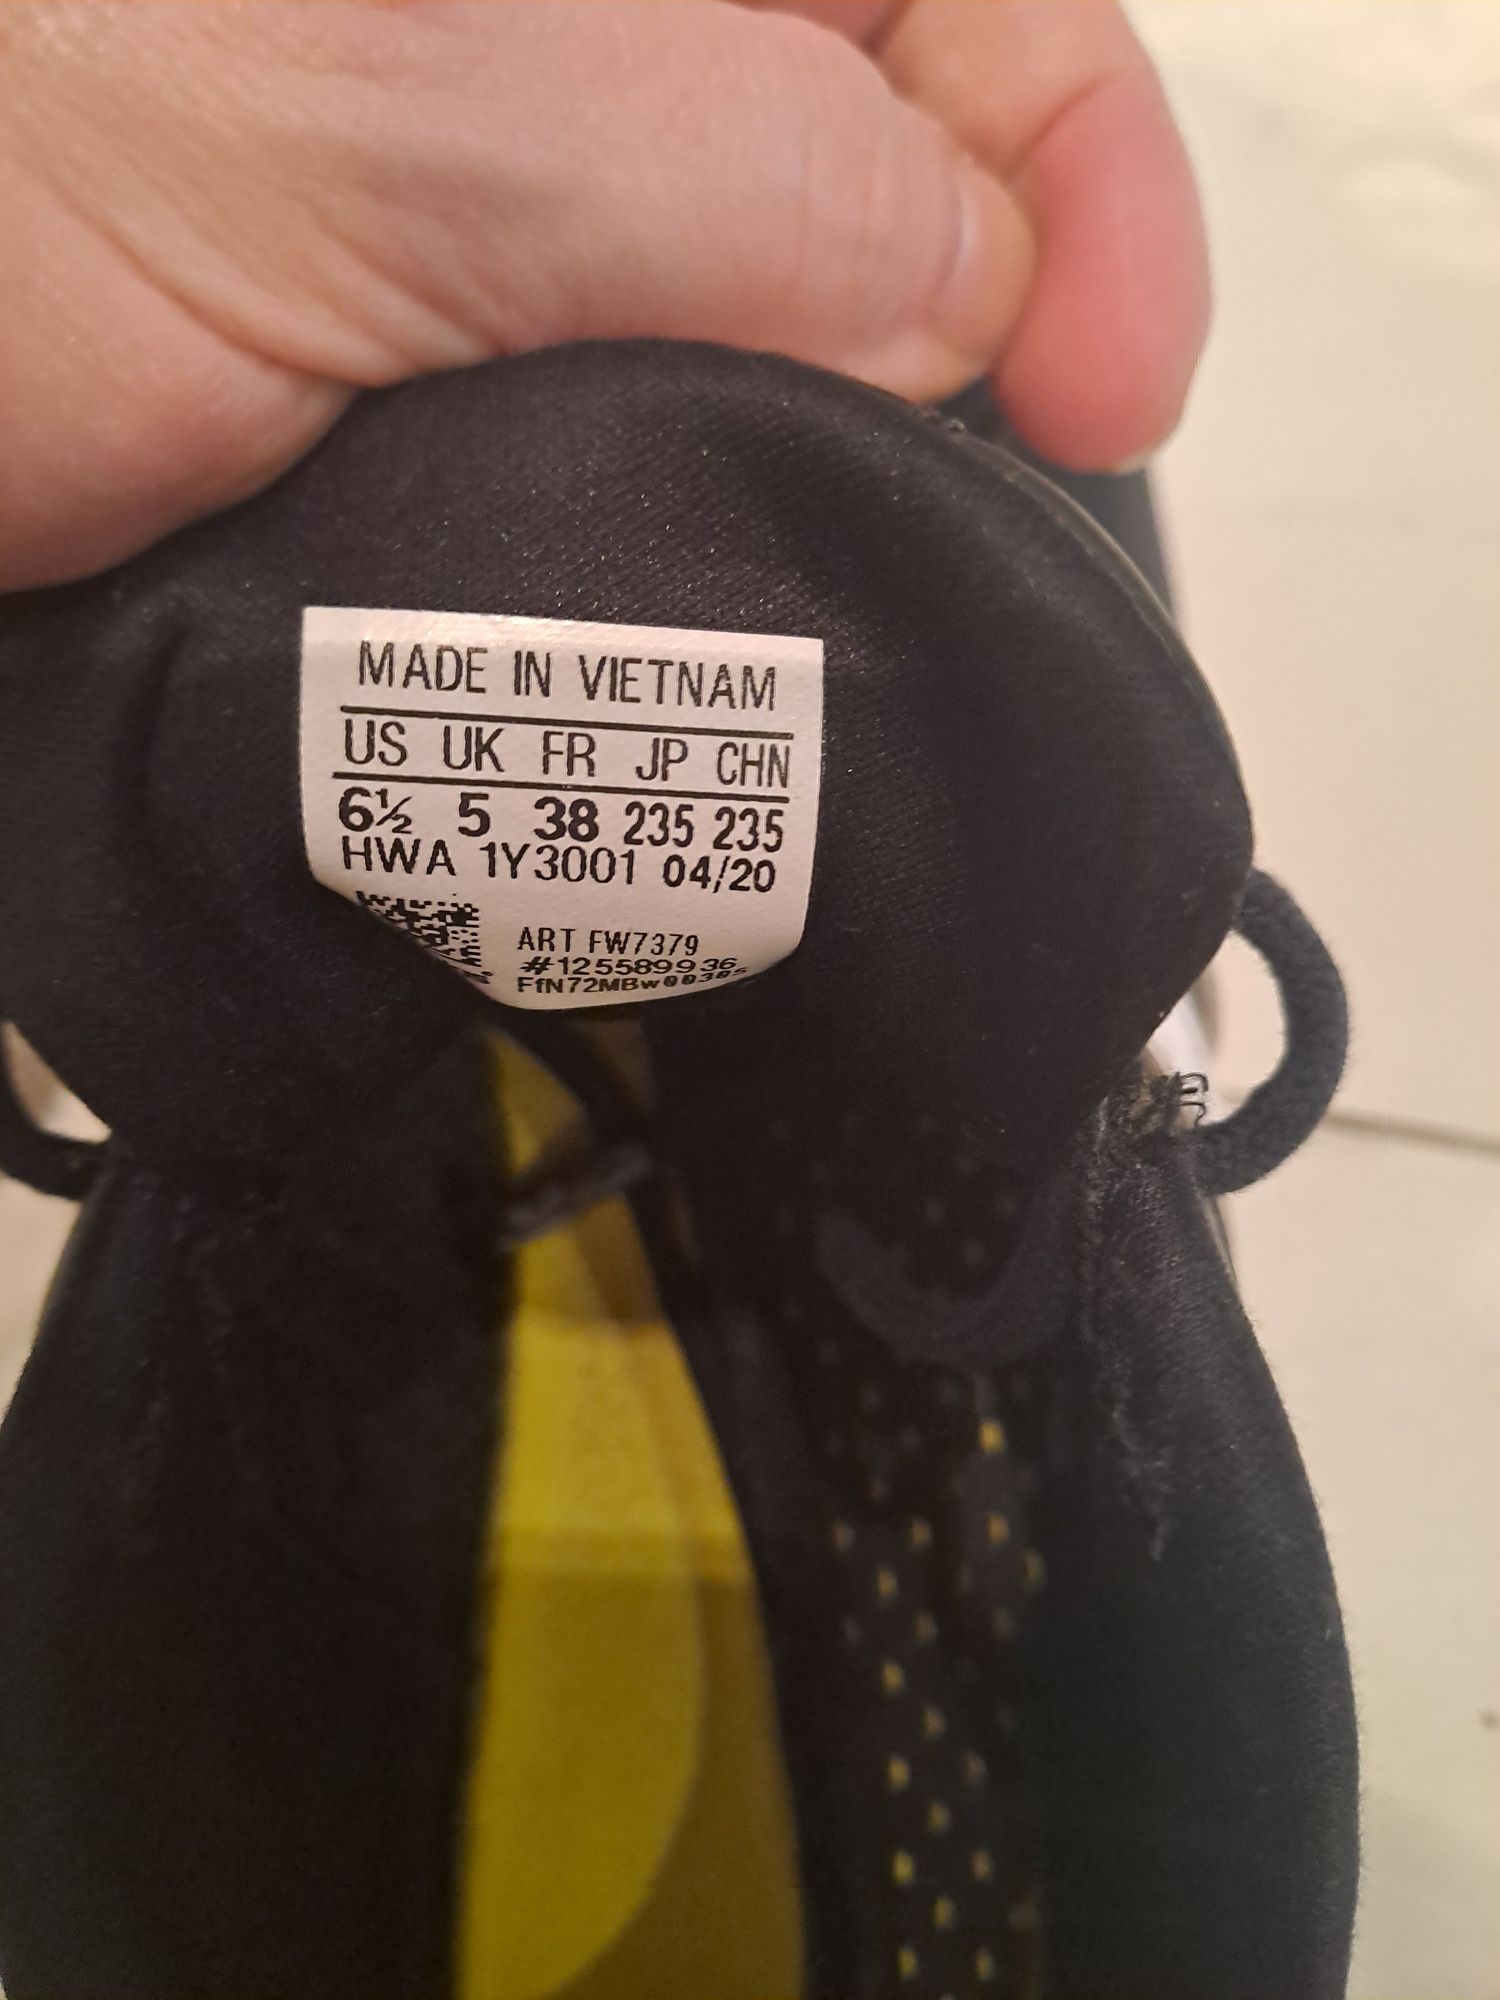 MADE IN VIETNAM
US UK FR JP CHN
6½ 5 38 235 235
HWA 1Y3001 04/20
ART FW7379
#125589936
FfN72MBw00305